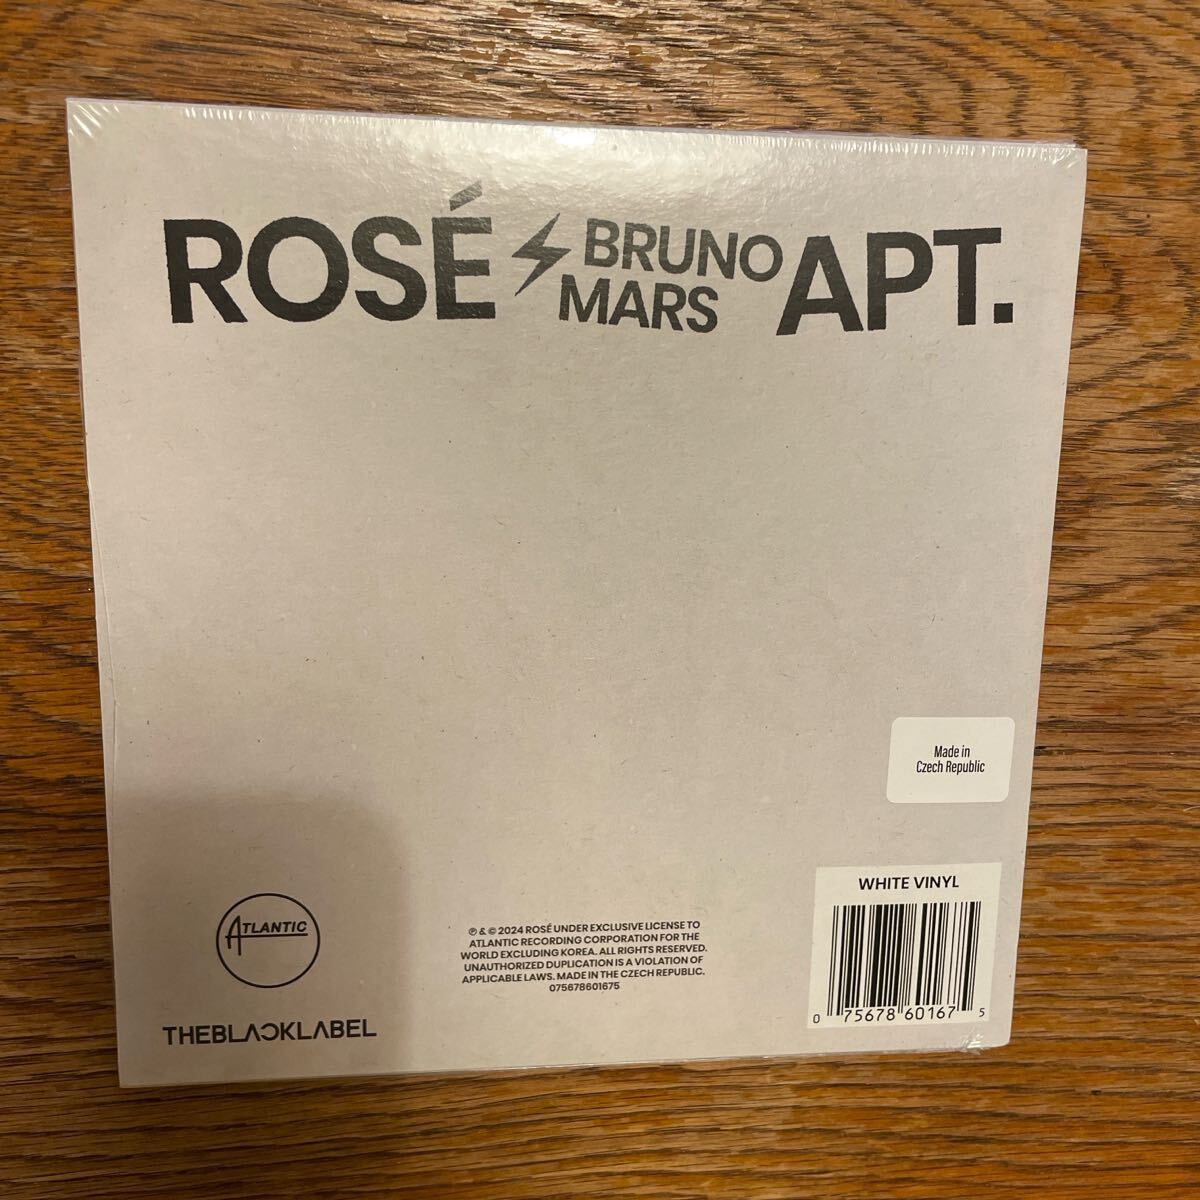 ROSÉ BRUNO MARS APT.
Made in
Czech Republic
WHITE VINYL
0 75678 60167 5
ATLANTIC
THEBLACKLABEL
℗ & © 2024 ROSÉ UNDER EXCLUSIVE LICENSE TO
ATLANTIC RECORDING CORPORATION FOR THE
WORLD EXCLUDING KOREA. ALL RIGHTS RESERVED.
UNAUTHORIZED DUPLICATION IS A VIOLATION OF
APPLICABLE LAWS. MADE IN THE CZECH REPUBLIC.
075678601675